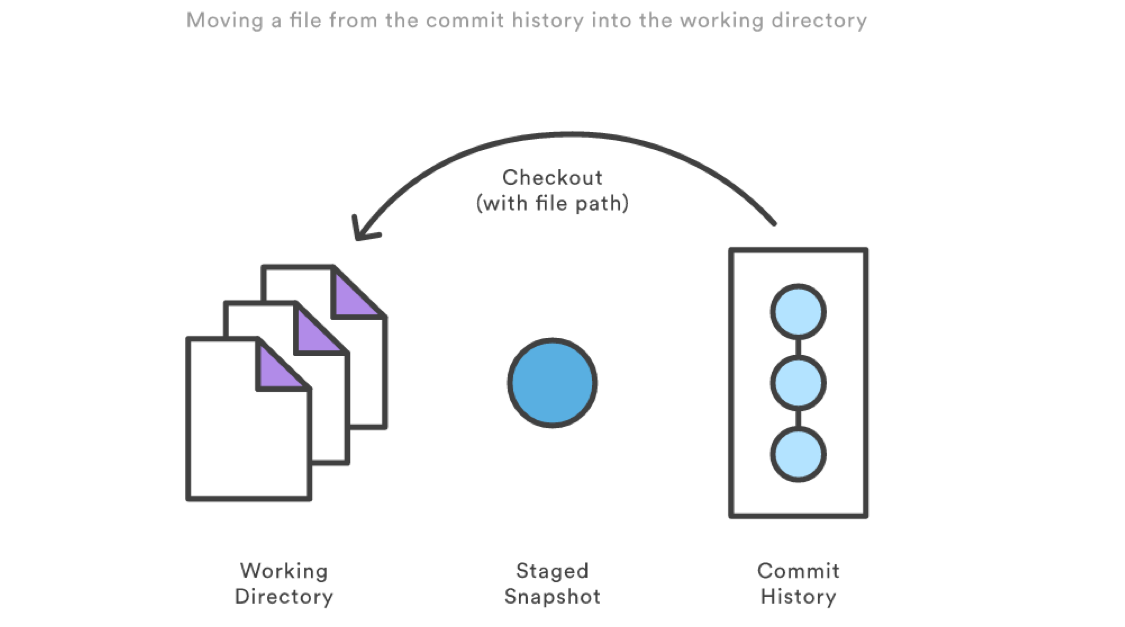 Moving a file from the commit history into the working directory
Checkout
(with file path)
Working
Directory
Staged
Snapshot
Commit
History